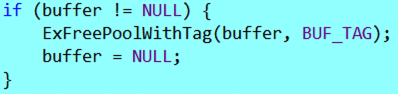 if (buffer != NULL) {
    ExFreePoolWithTag(buffer, BUF_TAG);
    buffer = NULL;
}